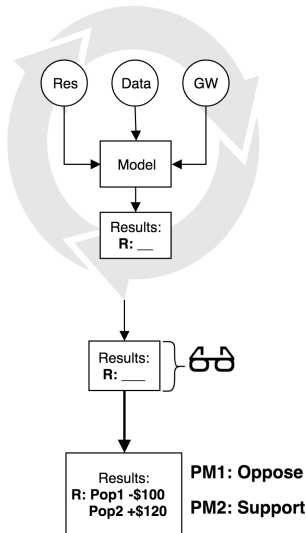 Res Data GW
Model
Results:
R: __
Results:
R: ___
Results:
R: Pop1 -$100
Pop2 +$120
PM1: Oppose
PM2: Support